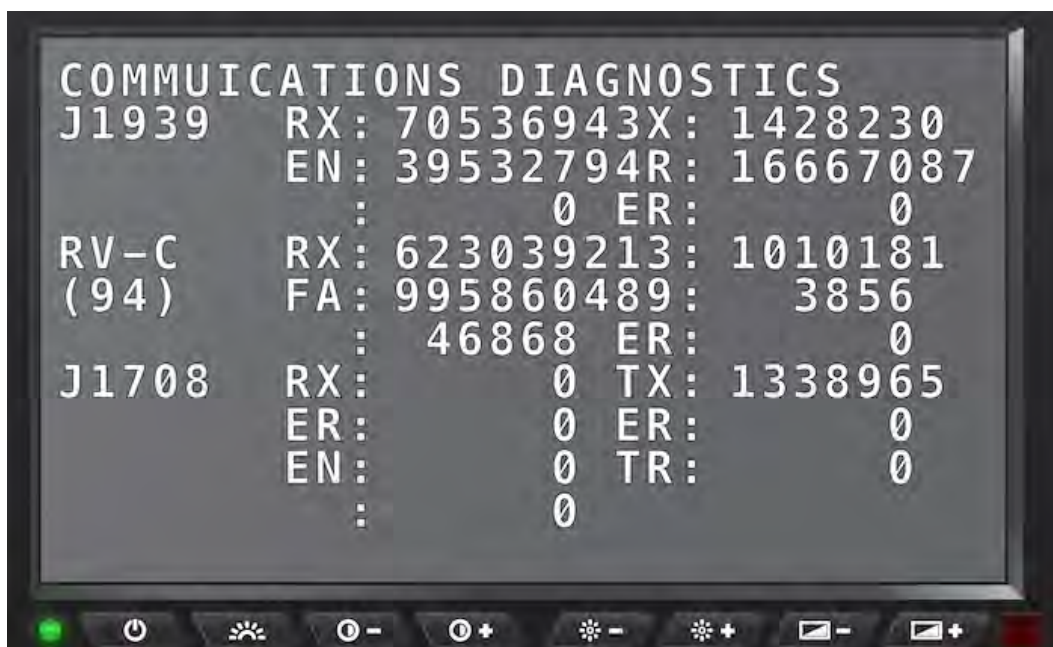 COMMUICATIONS DIAGNOSTICS
J1939 RX: 70536943X: 1428230
EN: 39532794R: 16667087
: 0 ER: 0
RV-C RX: 623039213: 1010181
(94) FA: 995860489: 3856
: 46868 ER: 0
J1708 RX: 0 TX: 1338965
ER: 0 ER: 0
EN: 0 TR: 0
: 0